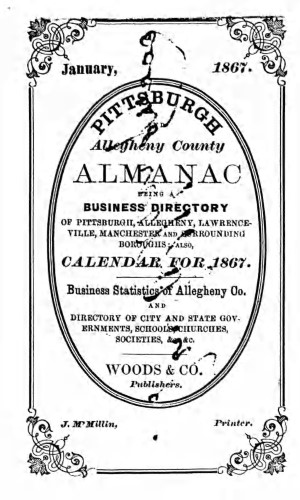 January, 1867.
PITTSBURGH
Allegheny County
ALMANAC
BEING A
BUSINESS DIRECTORY
OF PITTSBURGH, ALLEGHENY, LAWRENCE-
VILLE, MANCHESTER AND SURROUNDING
BOROUGHS; ALSO,
CALENDAR FOR 1867.
Business Statistics of Allegheny Co.
AND
DIRECTORY OF CITY AND STATE GOV-
ERNMENTS, SCHOOLS, CHURCHES,
SOCIETIES, &c., &c.
WOODS & CO.
Publishers.
J. McMillin, Printer.